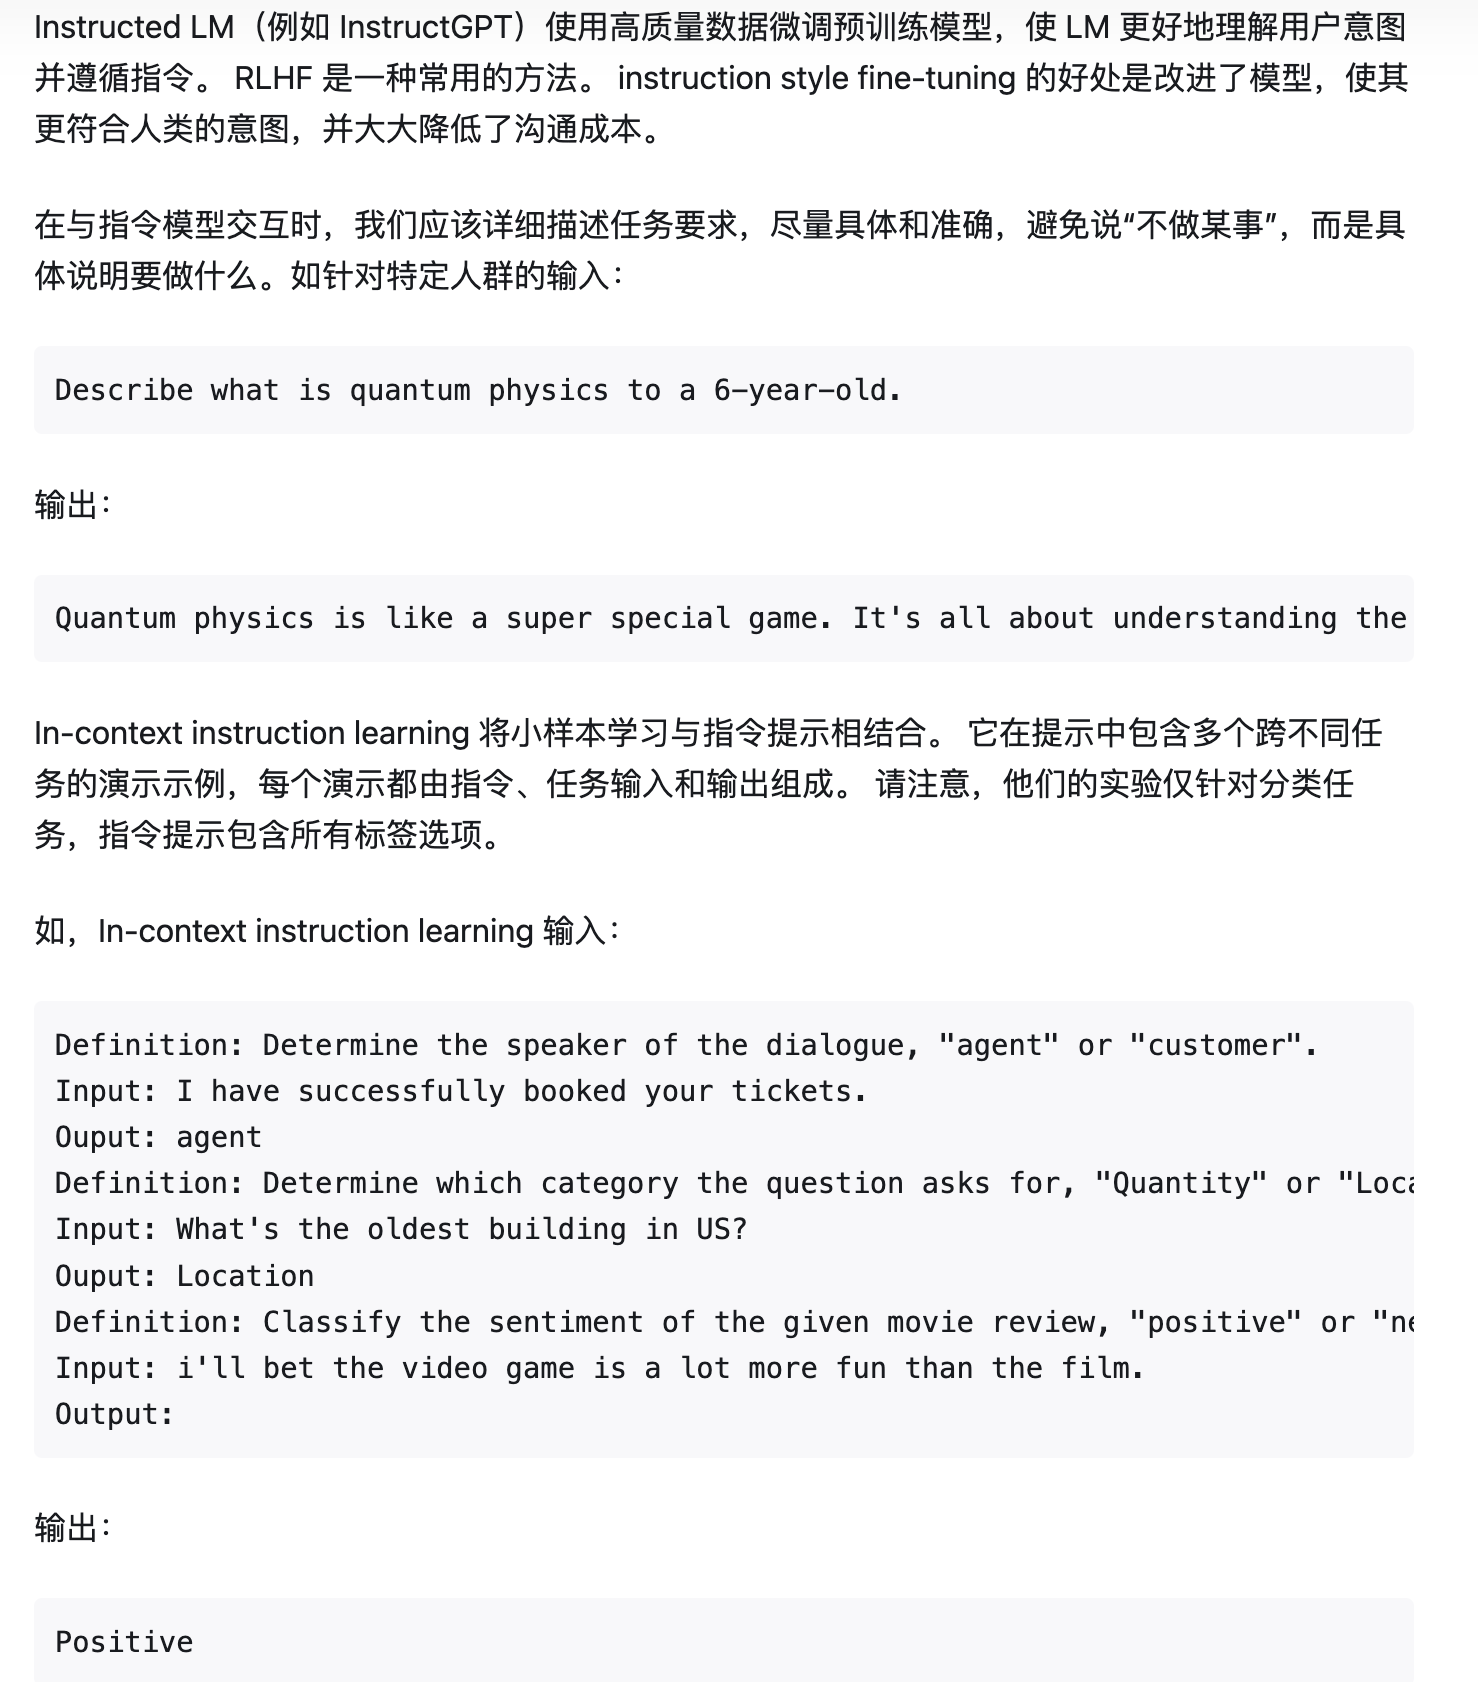 Instructed LM（例如 InstructGPT）使用高质量数据微调预训练模型，使 LM 更好地理解用户意图
并遵循指令。 RLHF 是一种常用的方法。 instruction style fine-tuning 的好处是改进了模型，使其
更符合人类的意图，并大大降低了沟通成本。
在与指令模型交互时，我们应该详细描述任务要求，尽量具体和准确，避免说“不做某事”，而是具
体说明要做什么。如针对特定人群的输入：
Describe what is quantum physics to a 6-year-old.
输出：
Quantum physics is like a super special game. It's all about understanding the
In-context instruction learning 将小样本学习与指令提示相结合。 它在提示中包含多个跨不同任
务的演示示例，每个演示都由指令、任务输入和输出组成。 请注意，他们的实验仅针对分类任
务，指令提示包含所有标签选项。
如，In-context instruction learning 输入：
Definition: Determine the speaker of the dialogue, "agent" or "customer".
Input: I have successfully booked your tickets.
Ouput: agent
Definition: Determine which category the question asks for, "Quantity" or "Loca
Input: What's the oldest building in US?
Ouput: Location
Definition: Classify the sentiment of the given movie review, "positive" or "ne
Input: i'll bet the video game is a lot more fun than the film.
Output:
输出：
Positive